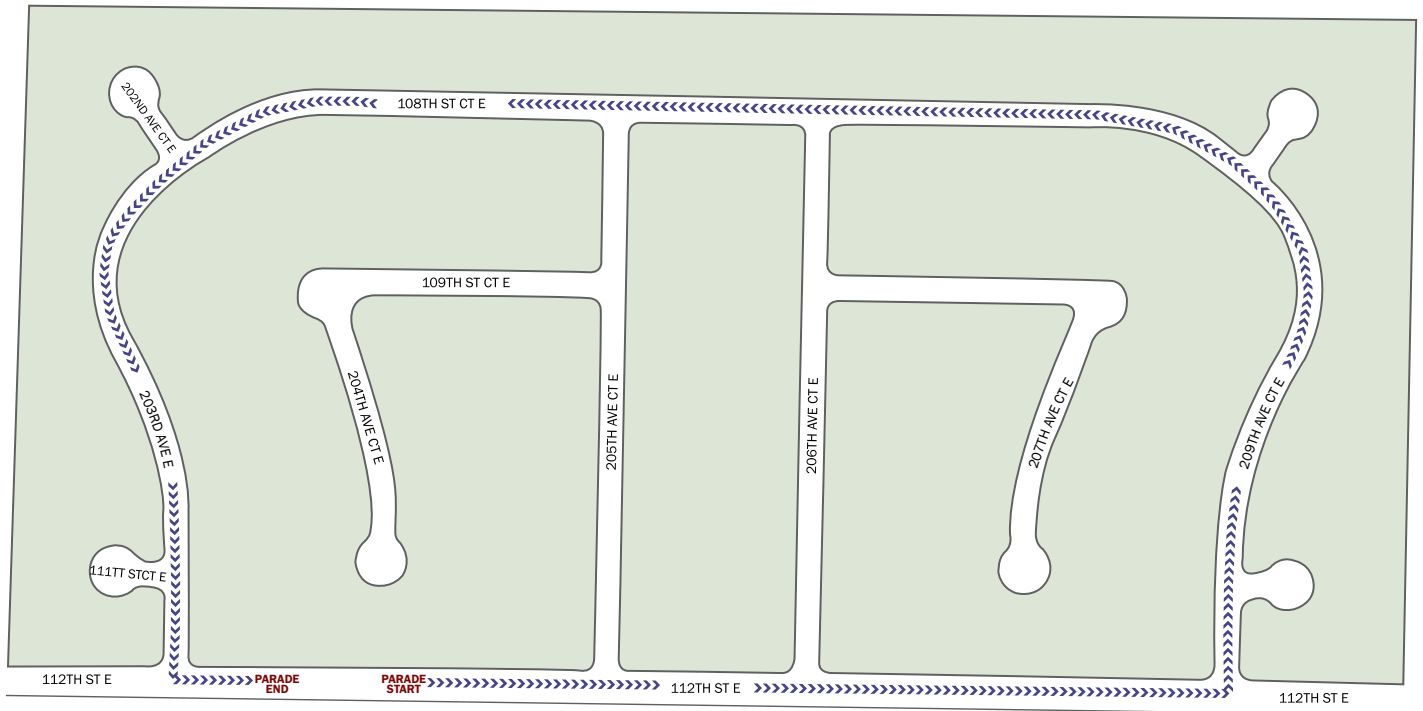 202ND AVE CT E
108TH ST CT E
109TH ST CT E
203RD AVE E
204TH AVE CT E
205TH AVE CT E
206TH AVE CT E
207TH AVE CT E
209TH AVE CT E
111TT STCT E
112TH ST E
PARADE
END
PARADE
START
112TH ST E
112TH ST E